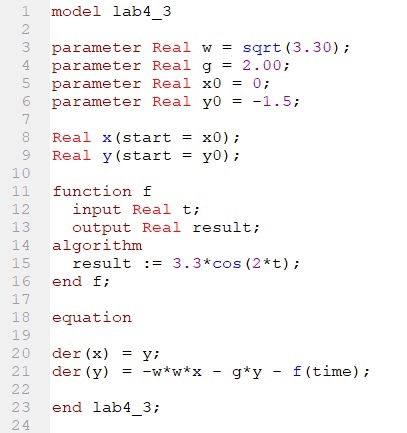 1 model lab4_3
2
3 parameter Real w = sqrt(3.30);
4 parameter Real g = 2.00;
5 parameter Real x0 = 0;
6 parameter Real y0 = -1.5;
7
8 Real x(start = x0);
9 Real y(start = y0);
10
11 function f
12   input Real t;
13   output Real result;
14 algorithm
15   result := 3.3*cos(2*t);
16 end f;
17
18 equation
19
20 der(x) = y;
21 der(y) = -w*w*x - g*y - f(time);
22
23 end lab4_3;
24